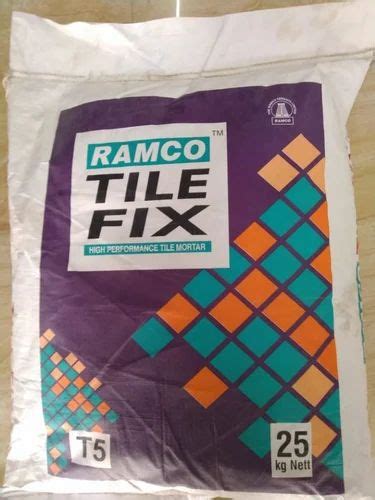 RAMCO
RAMCO
TM
TILE
FIX
HIGH PERFORMANCE TILE MORTAR
T5
25
kg Nett